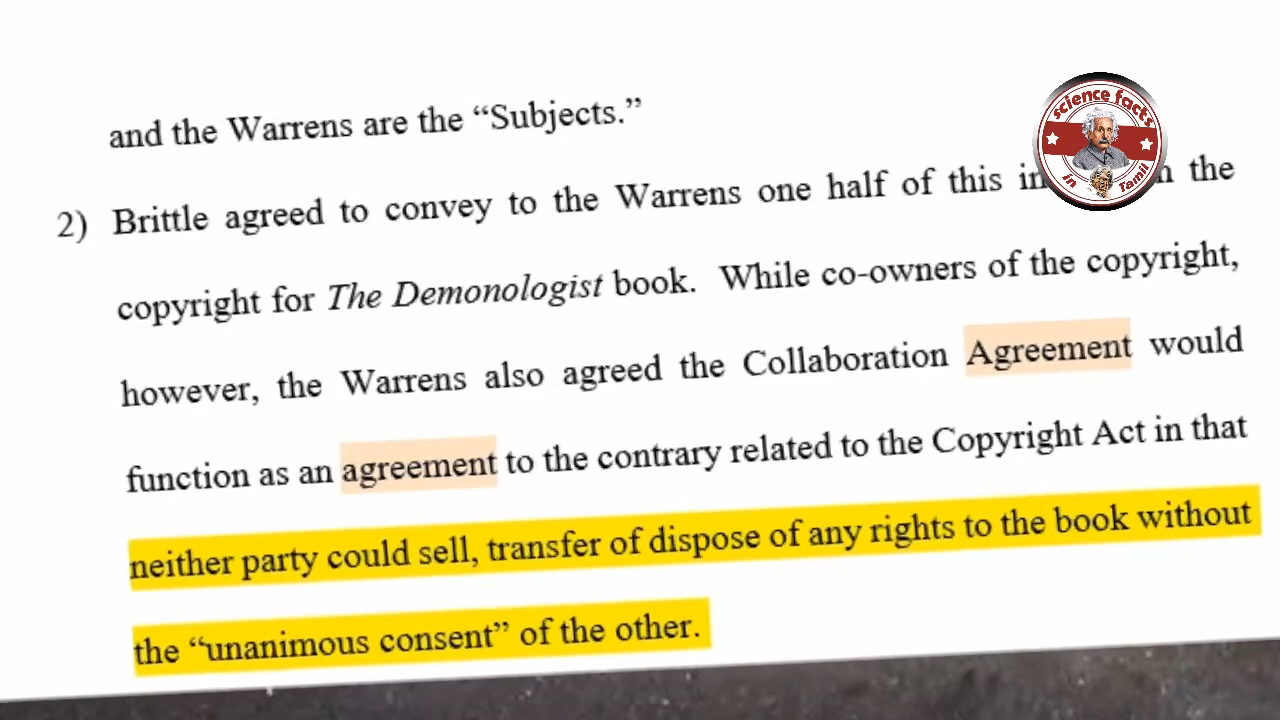 and the Warrens are the “Subjects.”
science facts
in Tamil
2) Brittle agreed to convey to the Warrens one half of this the
copyright for The Demonologist book. While co-owners of the copyright,
however, the Warrens also agreed the Collaboration Agreement would
function as an agreement to the contrary related to the Copyright Act in that
neither party could sell, transfer of dispose of any rights to the book without
the “unanimous consent” of the other.